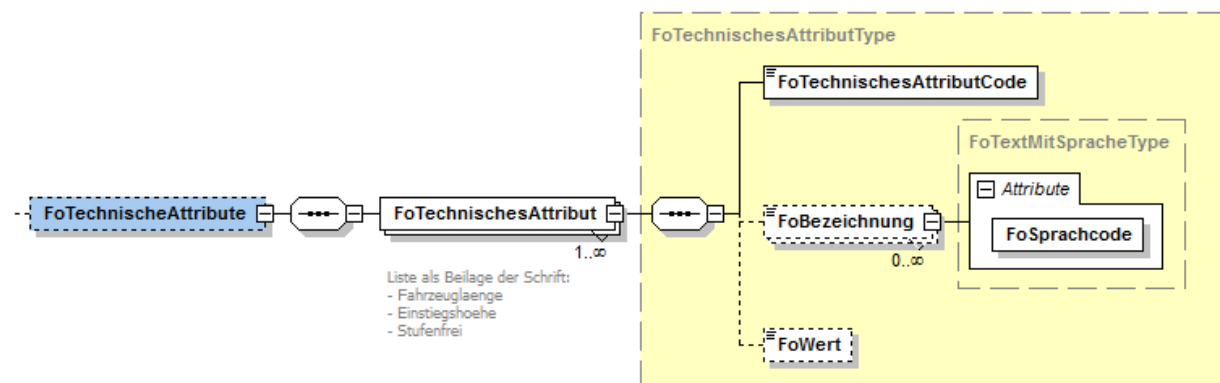 FoTechnischesAttributType
FoTechnischesAttributCode
FoTextMitSpracheType
Attribute
FoTechnischeAttribute
FoTechnischesAttribut
FoBezeichnung
FoSprachcode
1..∞
0..∞
Liste als Beilage der Schrift:
- Fahrzeuglaenge
- Einstiegshoehe
- Stufenfrei
FoWert